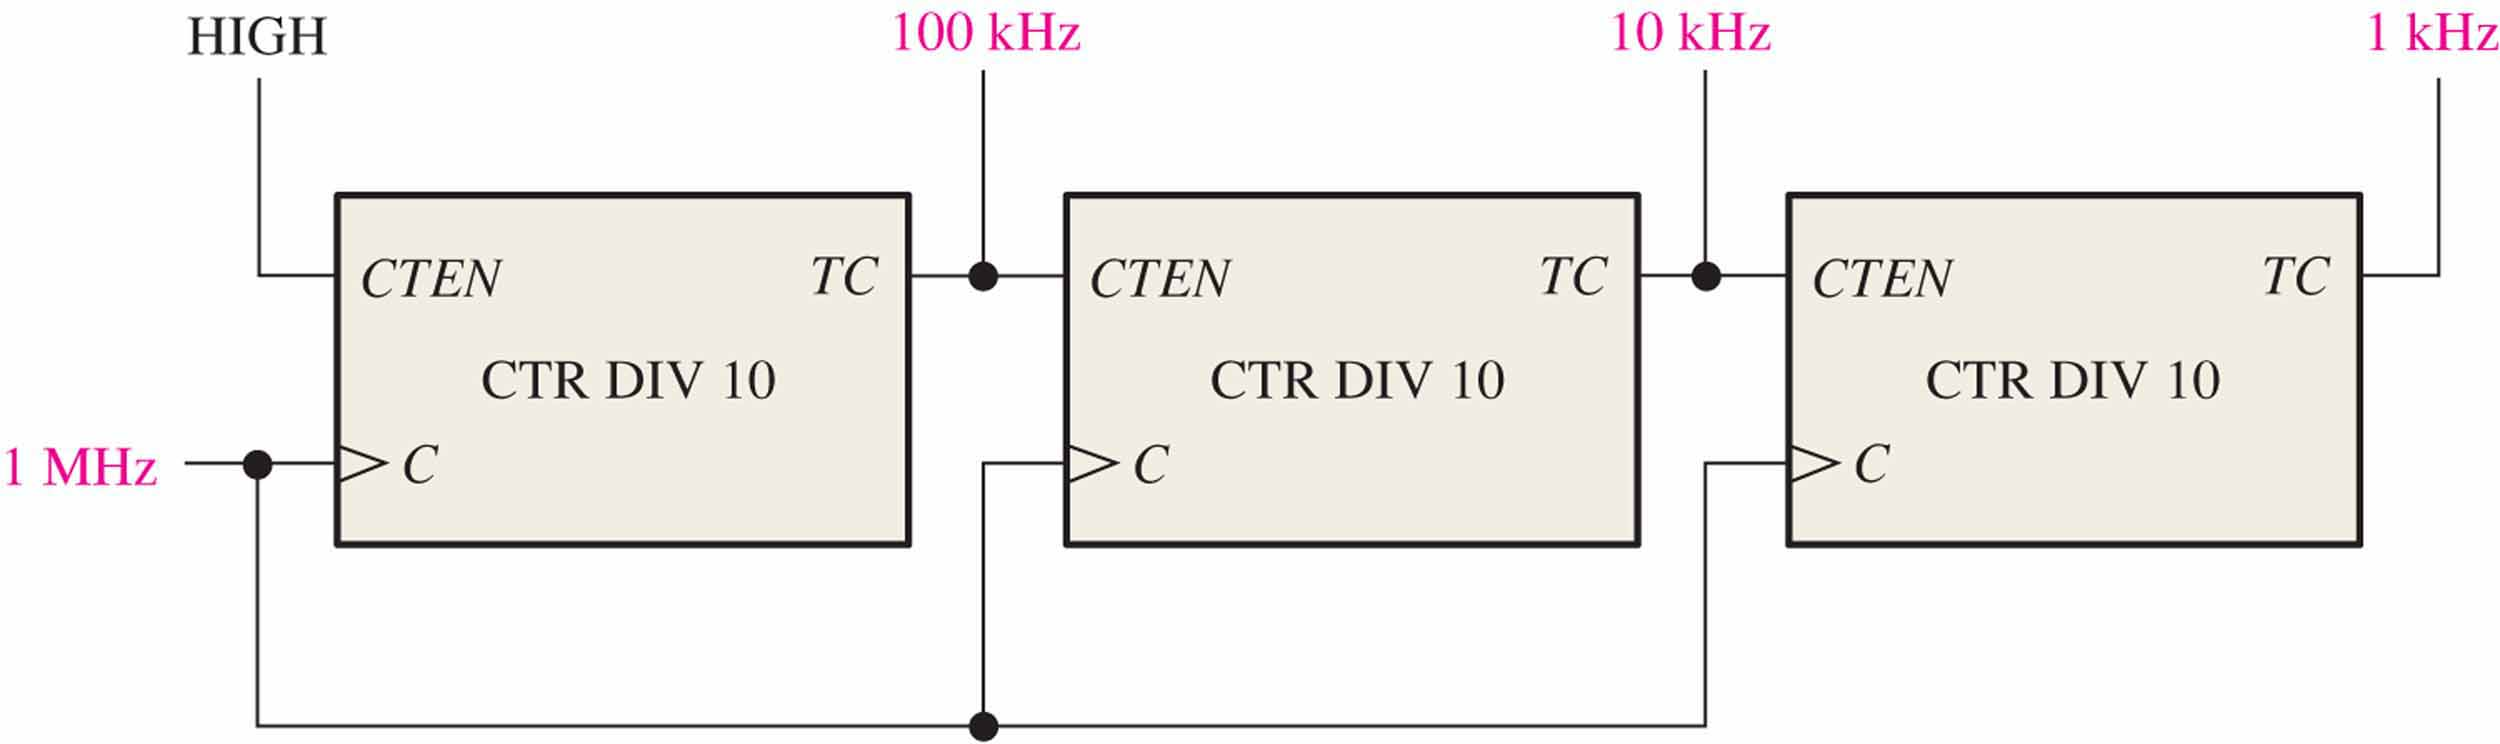 HIGH
100 kHz
10 kHz
1 kHz
CTEN
TC
CTEN
TC
CTEN
TC
CTR DIV 10
CTR DIV 10
CTR DIV 10
1 MHz
C
C
C